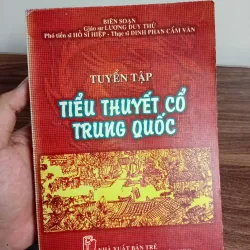 BIÊN SOẠN
Giáo sư LƯƠNG DUY THỨ
Phó tiến sĩ HỒ SĨ HIỆP - Thạc sĩ ĐINH PHAN CẨM VÂN
TUYỂN TẬP
TIỂU THUYẾT CỔ
TRUNG QUỐC
NHÀ XUẤT BẢN TRẺ